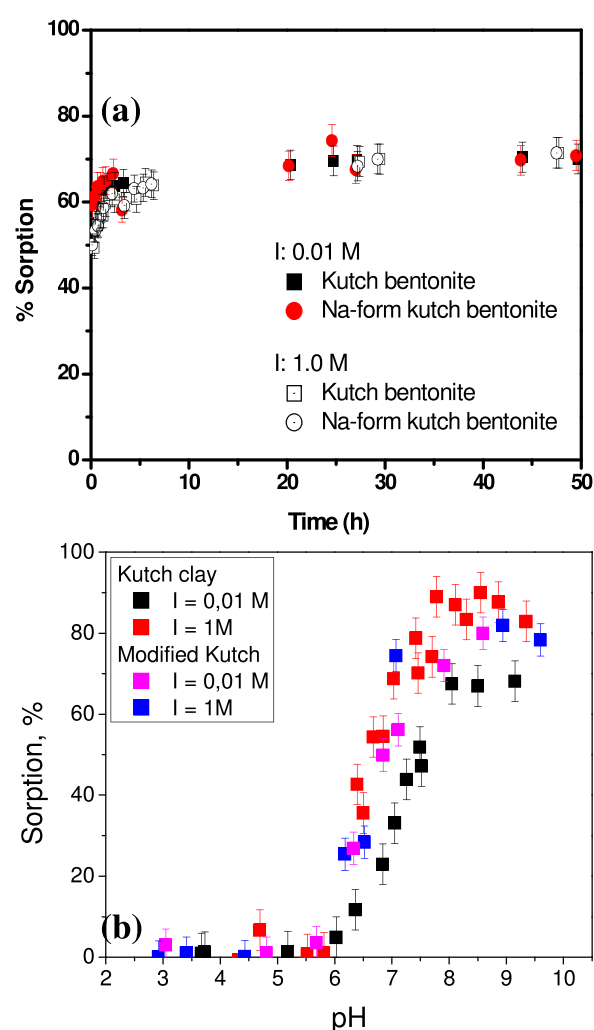 100
80
60
40
20
0
% Sorption
(a)
I: 0.01 M
Kutch bentonite
Na-form kutch bentonite
I: 1.0 M
Kutch bentonite
Na-form kutch bentonite
0 10 20 30 40 50
Time (h)
100
80
60
40
20
0
Sorption, %
Kutch clay
I = 0,01 M
I = 1M
Modified Kutch
I = 0,01 M
I = 1M
(b)
2 3 4 5 6 7 8 9 10
pH